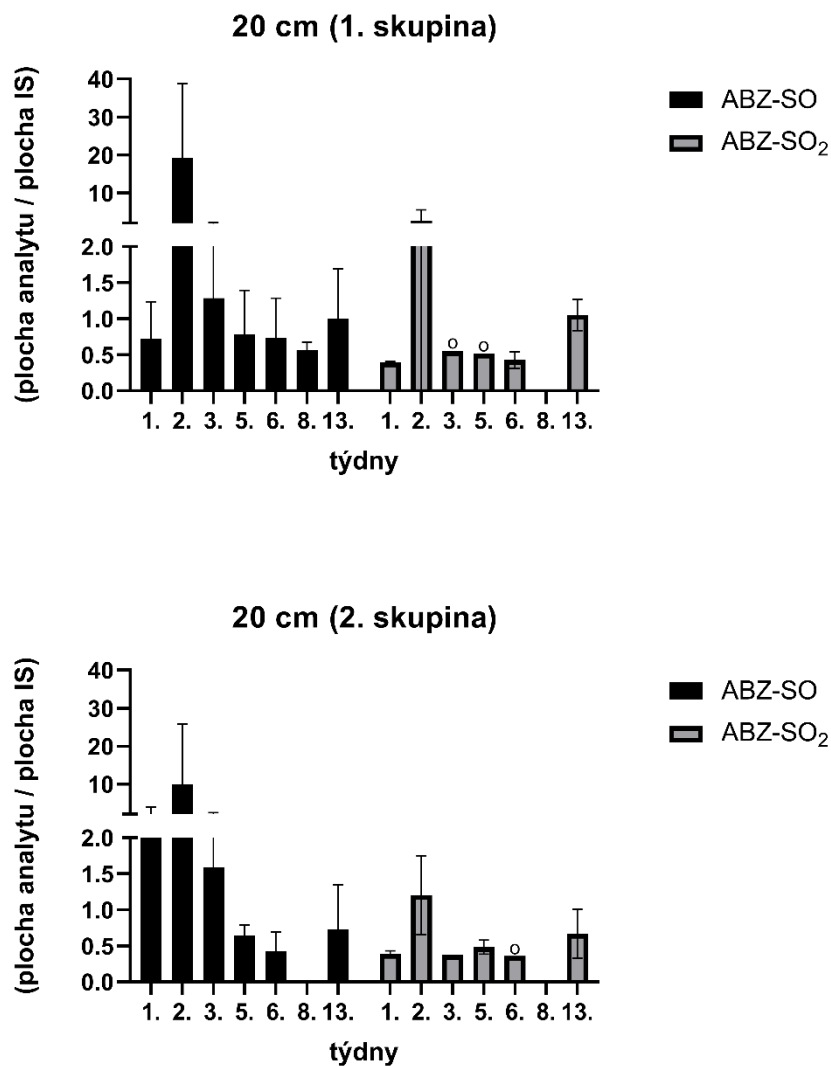 20 cm (1. skupina)
(plocha analytu / plocha IS)
40
30
20
10
2.0
1.5
1.0
0.5
0.0
1. 2. 3. 5. 6. 8. 13. 1. 2. 3. 5. 6. 8. 13.
týdny
ABZ-SO
ABZ-SO₂
o o
20 cm (2. skupina)
(plocha analytu / plocha IS)
40
30
20
10
2.0
1.5
1.0
0.5
0.0
1. 2. 3. 5. 6. 8. 13. 1. 2. 3. 5. 6. 8. 13.
týdny
ABZ-SO
ABZ-SO₂
o